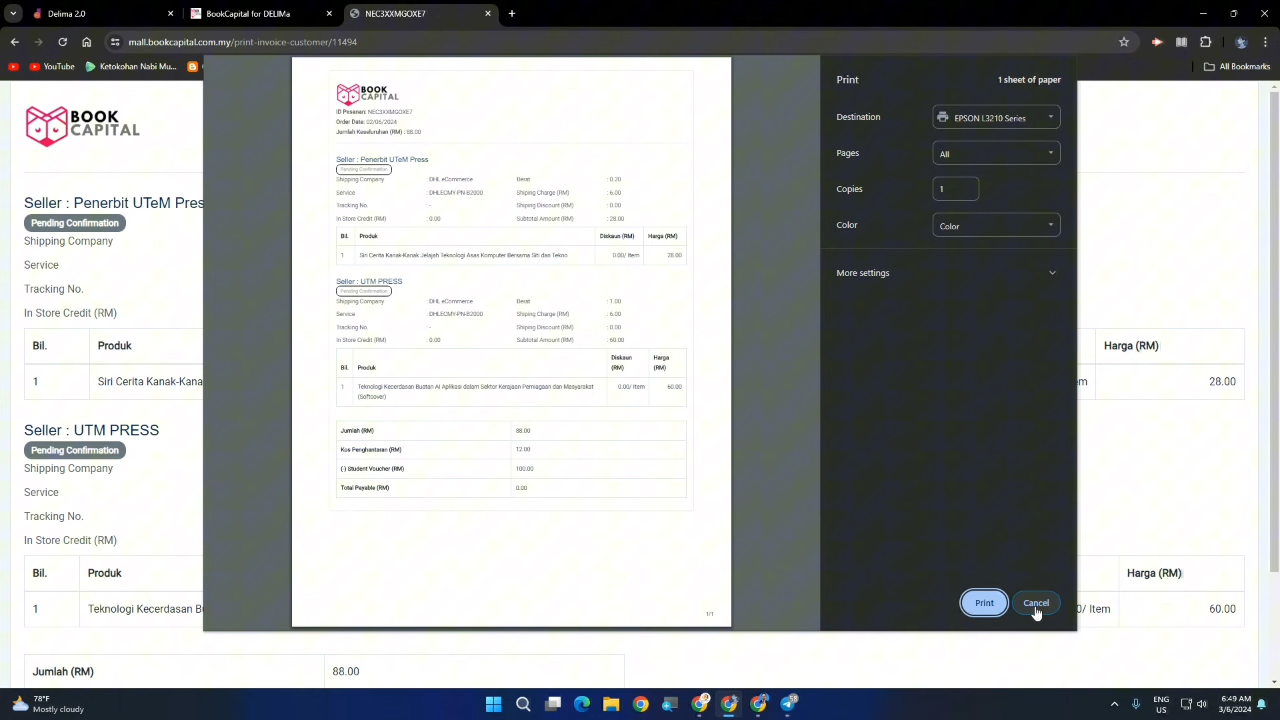 Delima 2.0
BookCapital for DELIMa
NEC3XXMGOXE7
mall.bookcapital.com.my/print-invoice-customer/11494
YouTube
Ketokohan Nabi Mu...
All Bookmarks
BOOK
CAPITAL
Seller : Penerbit UTeM Pres
Pending Confirmation
Shipping Company
Service
Tracking No.
In Store Credit (RM)
Bil. Produk
1 Siri Cerita Kanak-Kana
Seller : UTM PRESS
Pending Confirmation
Shipping Company
Service
Tracking No.
In Store Credit (RM)
Bil. Produk
1 Teknologi Kecerdasan B
Jumlah (RM) 88.00
BOOK
CAPITAL
ID Pesanan: NEC3XXMGOXE7
Order Date: 02/06/2024
Jumlah Keseluruhan (RM) : 88.00
Seller : Penerbit UTeM Press
Pending Confirmation
Shipping Company : DHL eCommerce Berat : 0.20
Service : DHLECMY-PN-B2000 Shiping Charge (RM) : 6.00
Tracking No. : - Shiping Discount (RM) : 0.00
In Store Credit (RM) : 0.00 Subtotal Amount (RM) : 28.00
Bil. Produk Diskaun (RM) Harga (RM)
1 Siri Cerita Kanak-Kanak Jelajah Teknologi Asas Komputer Bersama Siti dan Tekno 0.00/ Item 28.00
Seller : UTM PRESS
Pending Confirmation
Shipping Company : DHL eCommerce Berat : 1.00
Service : DHLECMY-PN-B2000 Shiping Charge (RM) : 6.00
Tracking No. : - Shiping Discount (RM) : 0.00
In Store Credit (RM) : 0.00 Subtotal Amount (RM) : 60.00
Bil. Produk Diskaun (RM) Harga (RM)
1 Teknologi Kecerdasan Buatan AI Aplikasi dalam Sektor Kerajaan Perniagaan dan Masyarakat 0.00/ Item 60.00
(Softcover)
Jumlah (RM) 88.00
Kos Penghantaran (RM) 12.00
(-) Student Voucher (RM) 100.00
Total Payable (RM) 0.00
1/1
Print 1 sheet of paper
Destination EPSON L3210 Series
Pages All
Copies 1
Color Color
More settings
Print Cancel
Harga (RM)
em 28.00
Harga (RM)
0/ Item 60.00
78°F
Mostly cloudy
ENG
US
6:49 AM
3/6/2024